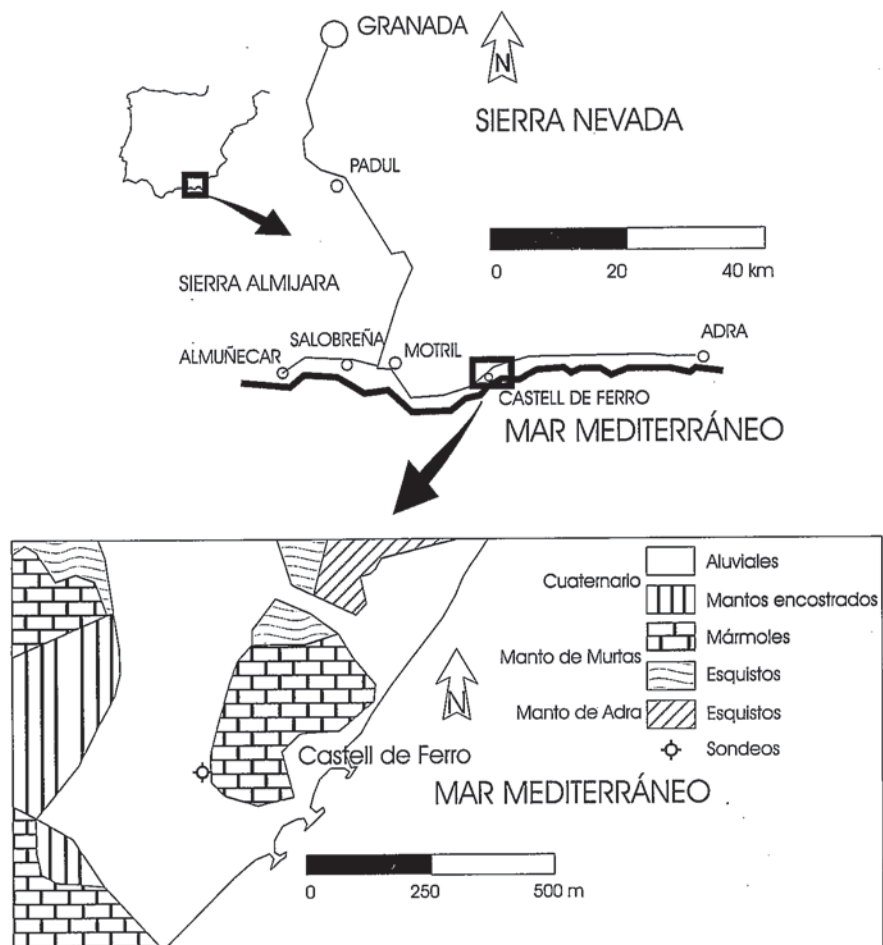 GRANADA
N
SIERRA NEVADA
PADUL
0 20 40 km
SIERRA ALMIJARA
ADRA
SALOBREÑA
MOTRIL
ALMUÑECAR
CASTELL DE FERRO
MAR MEDITERRÁNEO
Cuaternario
Aluviales
Mantos encostrados
Manto de Murtas
Mármoles
Esquistos
Manto de Adra
Esquistos
Sondeos
N
Castell de Ferro
MAR MEDITERRÁNEO
0 250 500 m